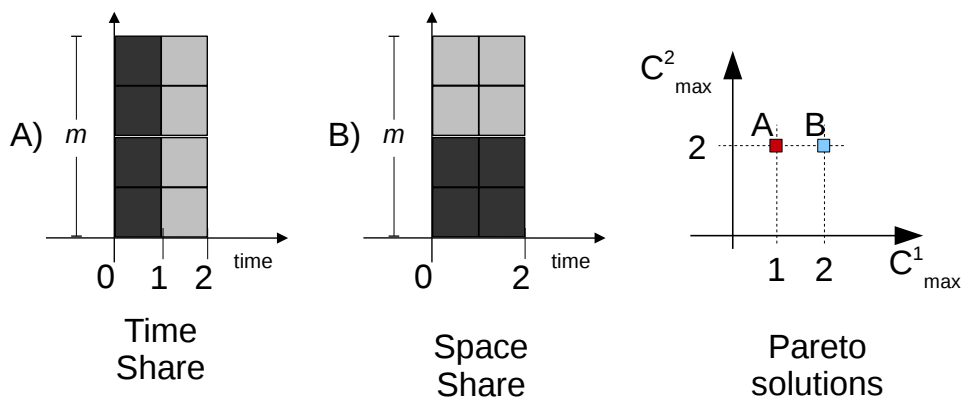 A)
m
0
1
2
time
Time
Share
B)
m
0
2
time
Space
Share
C²max
A
B
2
1
2
C¹max
Pareto
solutions